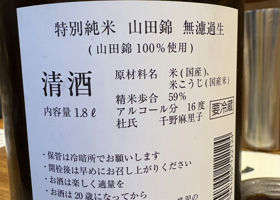 特別純米 山田錦 無濾過生
(山田錦100%使用)
清酒
内容量 1.8ℓ
原材料名 米(国産)、
米こうじ(国産米)
精米歩合 59%
アルコール分 16度
杜氏 千野麻里子
要冷蔵
・保管は冷暗所でお願いします
・開栓後は早めにお召し上がりください
・お酒は楽しく適量を
・お酒は20歳になってから